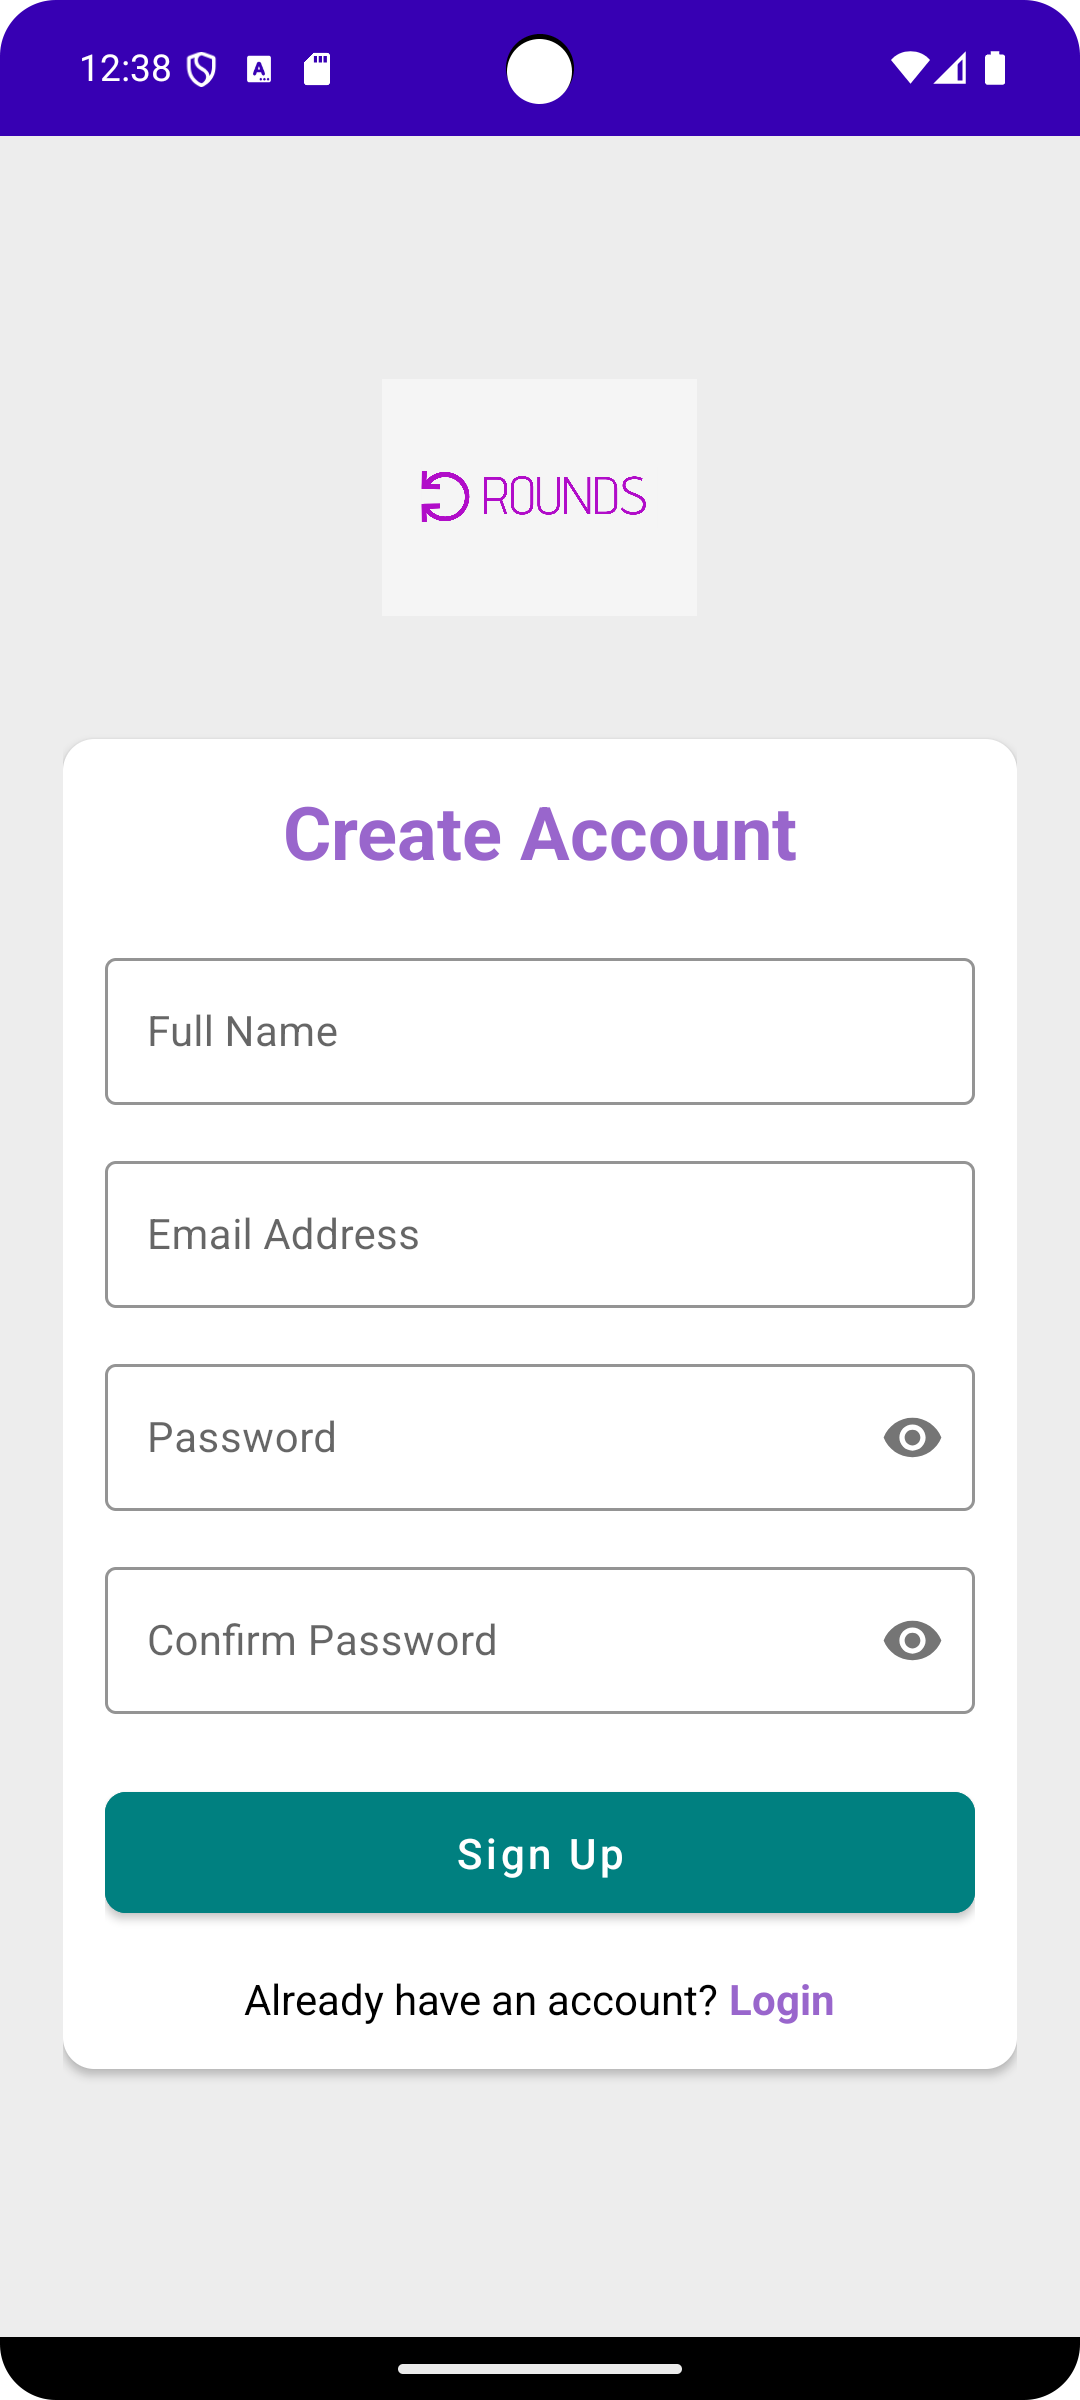 12:38
ROUNDS
Create Account
Full Name
Email Address
Password
Confirm Password
Sign Up
Already have an account? Login